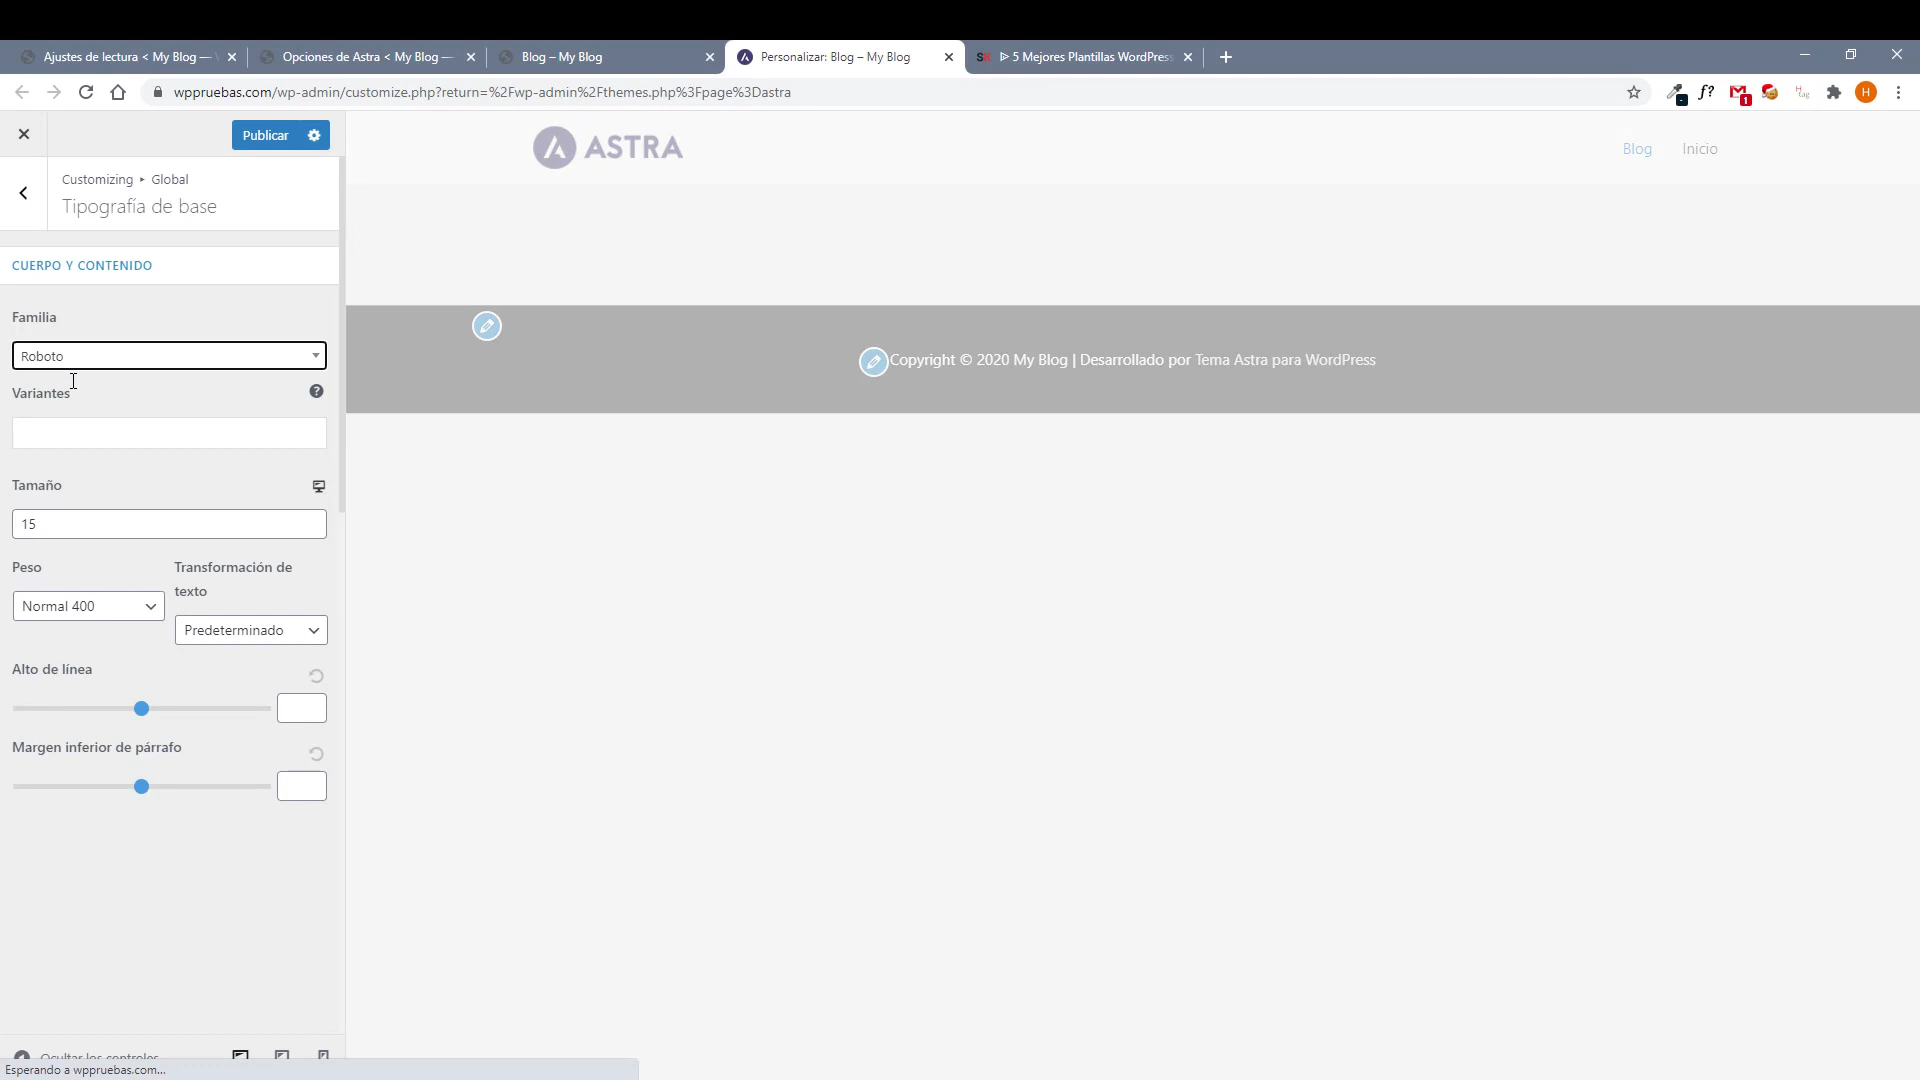 Ajustes de lectura < My Blog —
Opciones de Astra < My Blog —
Blog – My Blog
Personalizar: Blog – My Blog
5 Mejores Plantillas WordPress
wppruebas.com/wp-admin/customize.php?return=%2Fwp-admin%2Fthemes.php%3Fpage%3Dastra
f?
1
H
Publicar
Customizing ▸ Global
Tipografía de base
ASTRA
Blog
Inicio
CUERPO Y CONTENIDO
Familia
Roboto
Variantes
Copyright © 2020 My Blog | Desarrollado por Tema Astra para WordPress
Tamaño
15
Peso
Transformación de
texto
Normal 400
Predeterminado
Alto de línea
Margen inferior de párrafo
Ocultar los controles
Esperando a wppruebas.com...